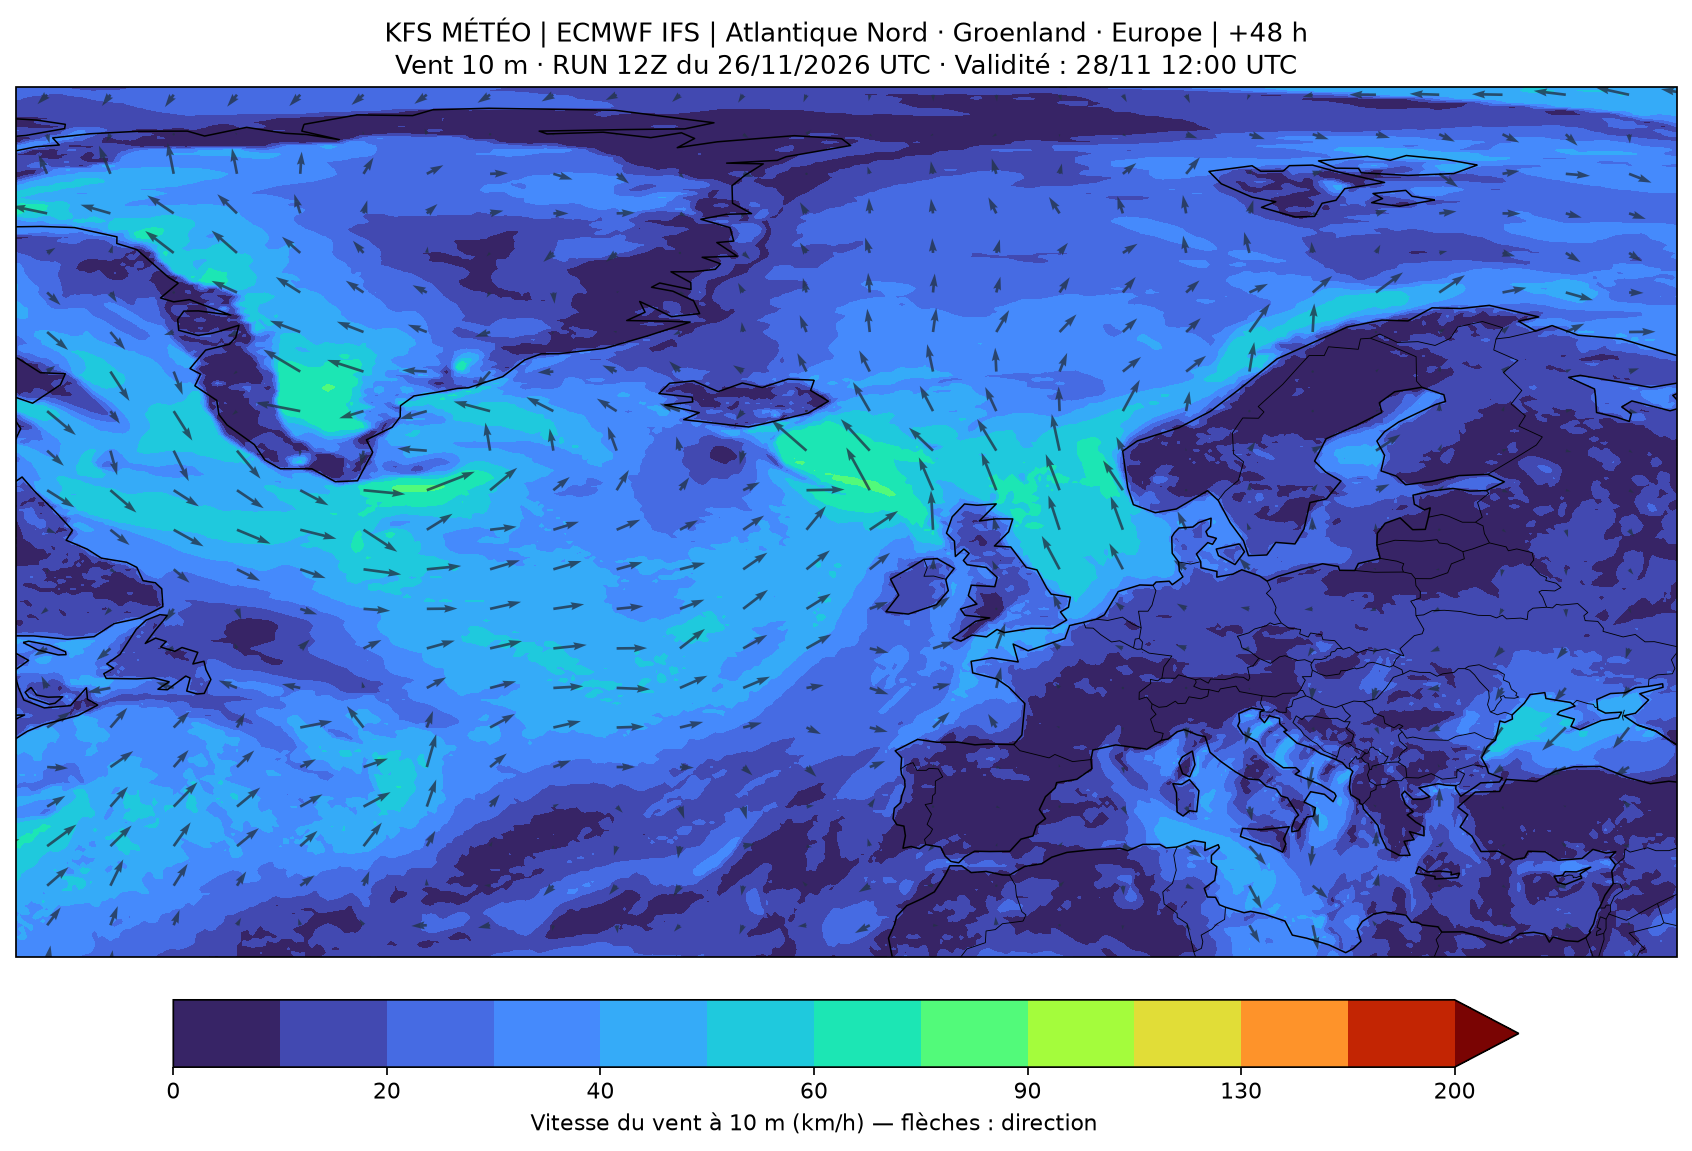 KFS MÉTÉO | ECMWF IFS | Atlantique Nord · Groenland · Europe | +48 h
Vent 10 m · RUN 12Z du 26/11/2026 UTC · Validité : 28/11 12:00 UTC
0 20 40 60 90 130 200
Vitesse du vent à 10 m (km/h) — flèches : direction